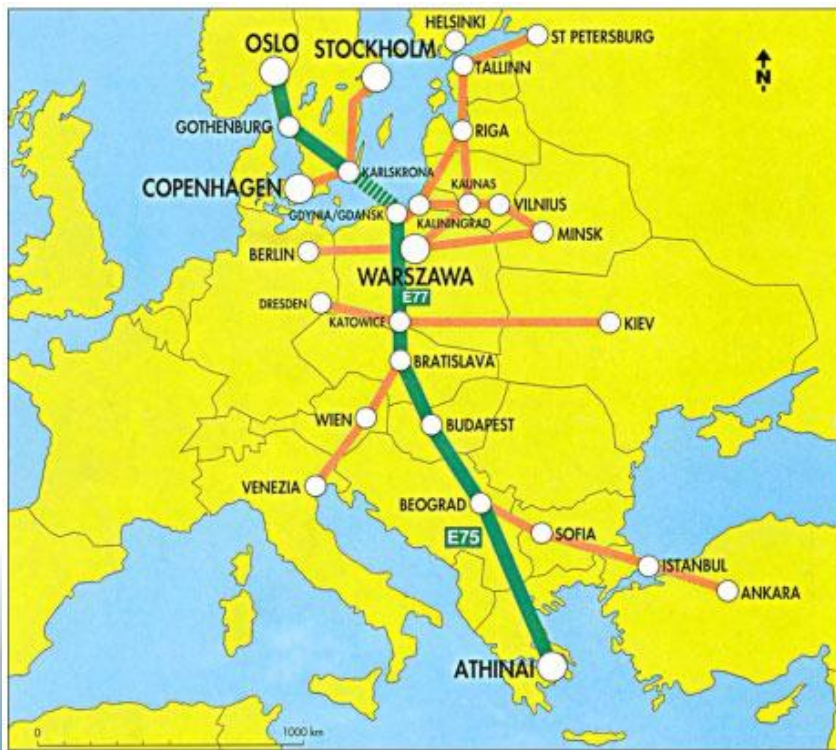 HELSINKI
ST PETERSBURG
OSLO
STOCKHOLM
TALLINN
N
GOTHENBURG
RIGA
KARLSKRONA
COPENHAGEN
KAUNAS
VILNIUS
GDYNIA/GDAŃSK
KALININGRAD
MINSK
BERLIN
WARSZAWA
E77
DRESDEN
KATOWICE
KIEV
BRATISLAVA
WIEN
BUDAPEST
VENEZIA
BEOGRAD
E75
SOFIA
ISTANBUL
ANKARA
ATHINAI
0
1000 km